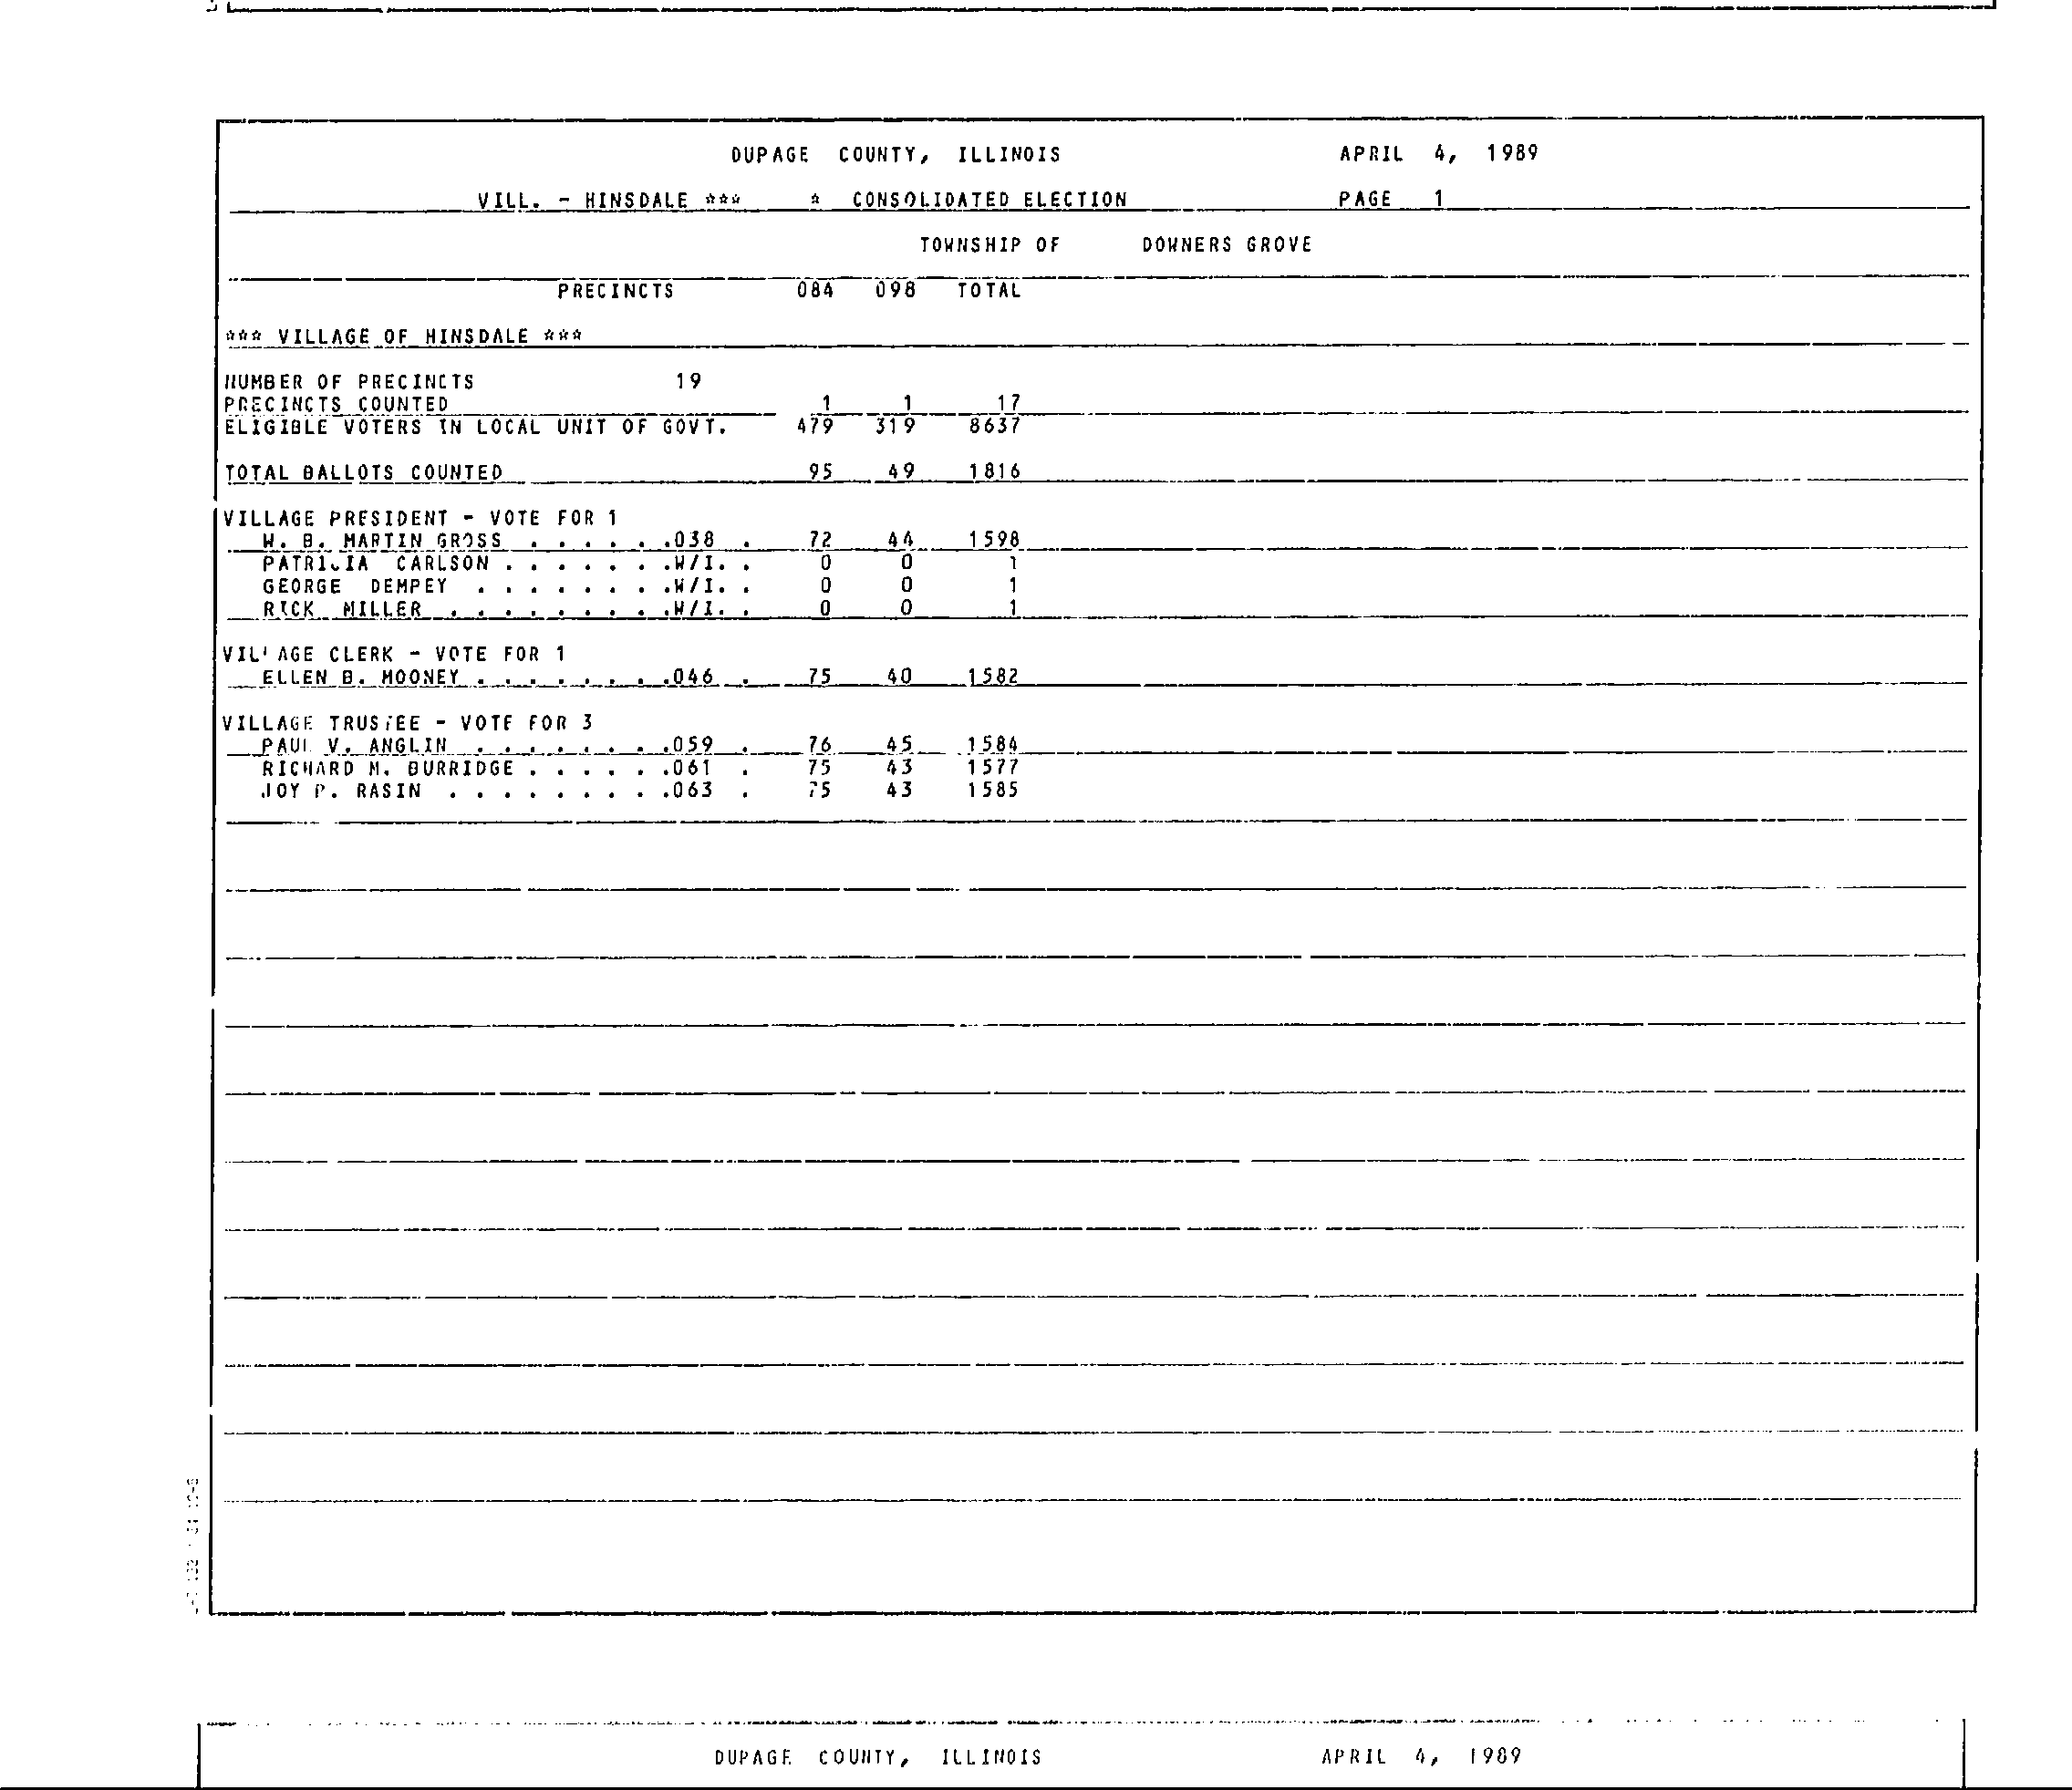 DUPAGE COUNTY, ILLINOIS APRIL 4, 1989
VILL. - HINSDALE *** * CONSOLIDATED ELECTION PAGE 1
TOWNSHIP OF DOWNERS GROVE
PRECINCTS 084 098 TOTAL
*** VILLAGE OF HINSDALE ***
NUMBER OF PRECINCTS 19
PRECINCTS COUNTED 1 1 17
ELIGIBLE VOTERS IN LOCAL UNIT OF GOVT. 479 319 8637
TOTAL BALLOTS COUNTED 95 49 1816
VILLAGE PRESIDENT - VOTE FOR 1
W. B. MARTIN GROSS . . . . . .038 . 72 44 1598
PATRICIA CARLSON . . . . . . .W/I. . 0 0 1
GEORGE DEMPEY . . . . . . . .W/I. . 0 0 1
RICK MILLER . . . . . . . . .W/I. . 0 0 1
VILLAGE CLERK - VOTE FOR 1
ELLEN B. MOONEY . . . . . . . .046 . 75 40 1582
VILLAGE TRUSTEE - VOTE FOR 3
PAUL V. ANGLIN . . . . . . . .059 . 76 45 1584
RICHARD M. BURRIDGE . . . . . .061 . 75 43 1577
JOY P. RASIN . . . . . . . . .063 . 75 43 1585
DUPAGE COUNTY, ILLINOIS APRIL 4, 1989